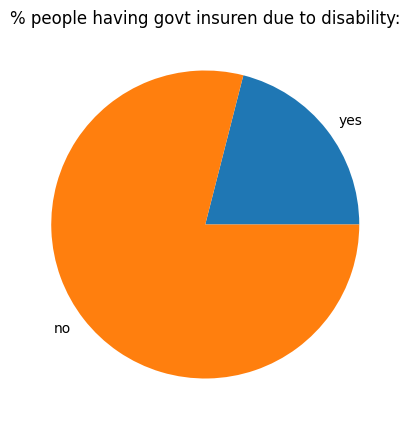 % people having govt insuren due to disability:
yes
no